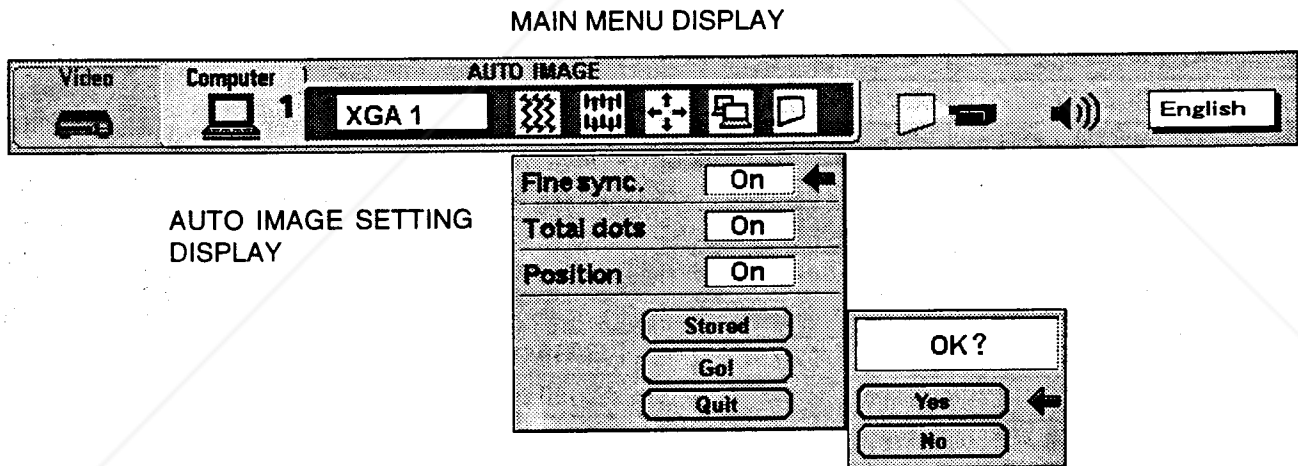 MAIN MENU DISPLAY
Video
Computer
AUTO IMAGE
1
XGA 1
English
AUTO IMAGE SETTING
DISPLAY
Fine sync.
On
Total dots
On
Position
On
Stored
Go!
Quit
OK?
Yes
No